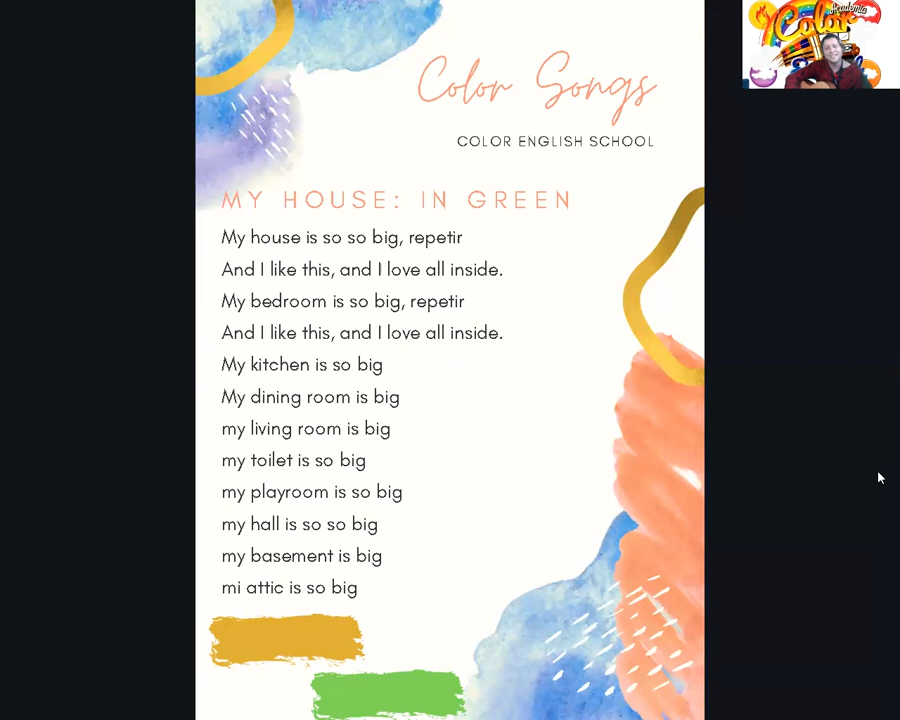 Color Songs
COLOR ENGLISH SCHOOL
MY HOUSE: IN GREEN
My house is so so big, repetir
And I like this, and I love all inside.
My bedroom is so big, repetir
And I like this, and I love all inside.
My kitchen is so big
My dining room is big
my living room is big
my toilet is so big
my playroom is so big
my hall is so so big
my basement is big
mi attic is so big
Academia
Color